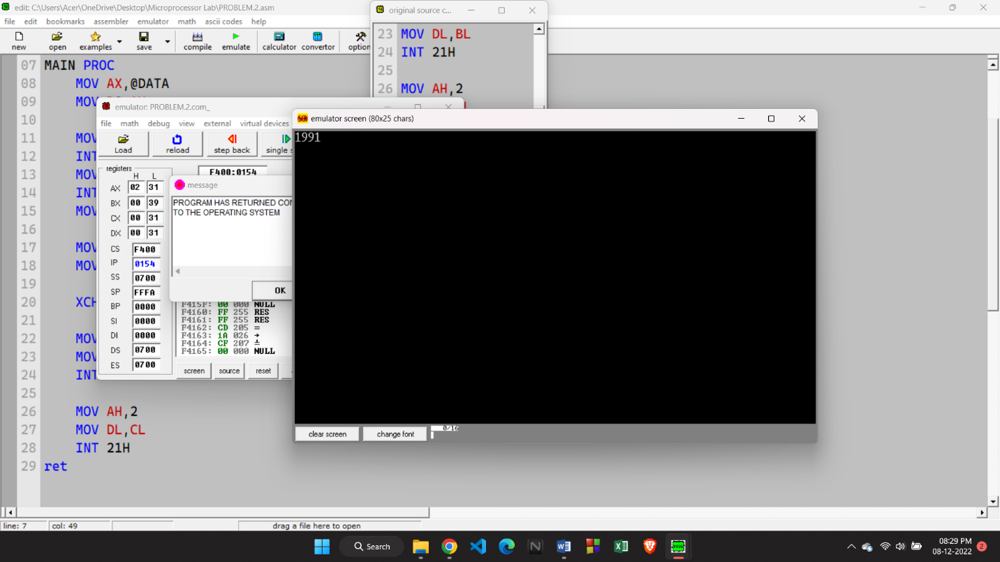 edit: C:\Users\Acer\OneDrive\Desktop\Microprocessor Lab\PROBLEM.2.asm
file edit bookmarks assembler emulator math ascii codes help
new open examples save compile emulate calculator convertor option
07 MAIN PROC
08 MOV AX,@DATA
09 MOV
10
11 MOV
12 INT
13 MOV
14 INT
15 MOV
16
17 MOV
18 MOV
19
20 XCH
21
22 MOV
23 MOV
24 INT
25
26 MOV AH,2
27 MOV DL,CL
28 INT 21H
29 ret
line: 7 col: 49 drag a file here to open
original source c...
23 MOV DL,BL
24 INT 21H
25
26 MOV AH,2
emulator: PROBLEM.2.com_
file math debug view external virtual devices
Load reload step back single s
registers F400:0154
H L
AX 02 31
BX 00 39
CX 00 31
DX 00 31
CS F400
IP 0154
SS 0700
SP FFFA
BP 0000
SI 0000
DI 0000
DS 0700
ES 0700
message
PROGRAM HAS RETURNED CON
TO THE OPERATING SYSTEM
OK
F415F: 00 000 NULL
F4160: FF 255 RES
F4161: FF 255 RES
F4162: CD 205 =
F4163: 1A 026 →
F4164: CF 207 ╧
F4165: 00 000 NULL
screen source reset
emulator screen (80x25 chars)
1991
clear screen change font 0/16
Search
08:29 PM
08-12-2022
2